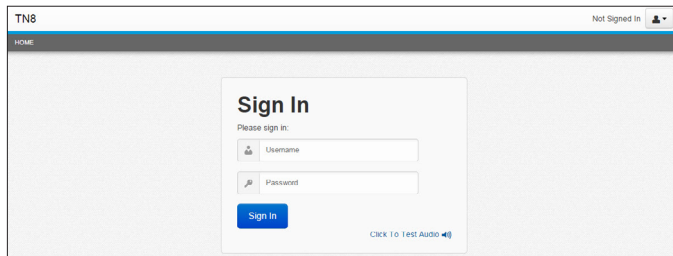 TN8
Not Signed In
HOME
Sign In
Please sign in:
Username
Password
Sign In
Click To Test Audio